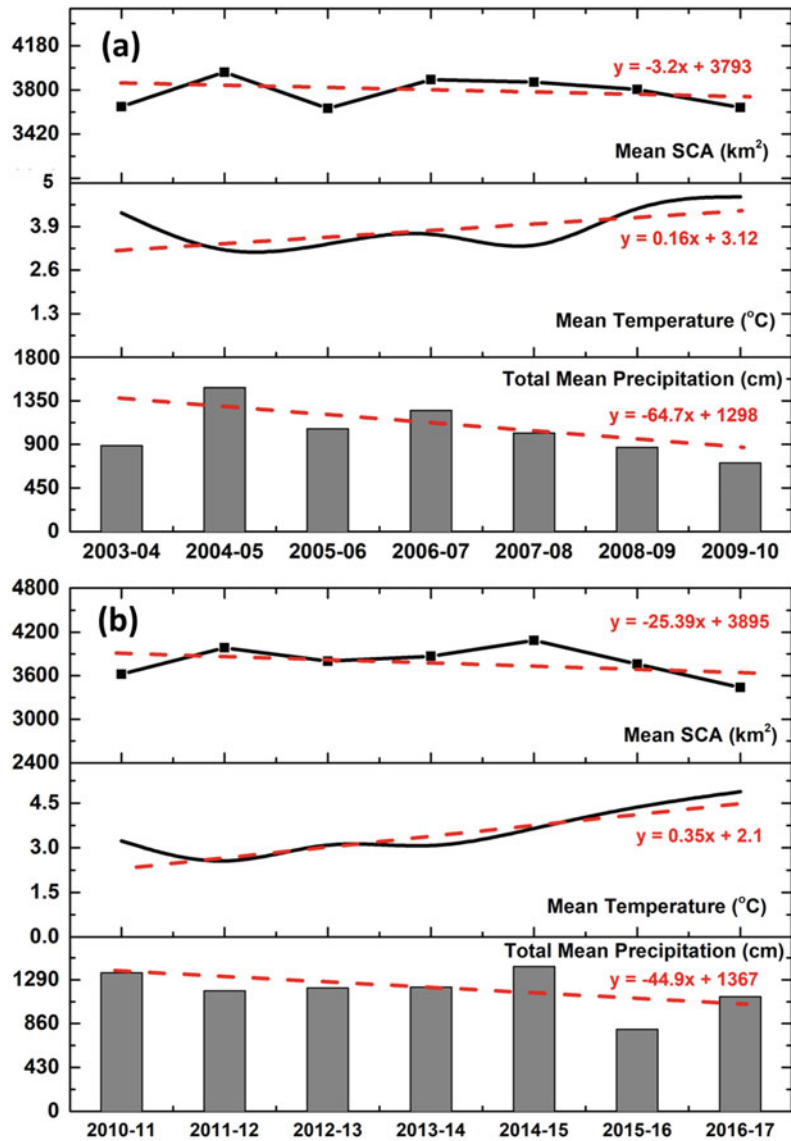 (a)
4180
3800
3420
y = -3.2x + 3793
Mean SCA (km²)
5
3.9
2.6
1.3
y = 0.16x + 3.12
Mean Temperature (°C)
1800
1350
900
450
0
Total Mean Precipitation (cm)
y = -64.7x + 1298
2003-04 2004-05 2005-06 2006-07 2007-08 2008-09 2009-10
(b)
4800
4200
3600
3000
2400
y = -25.39x + 3895
Mean SCA (km²)
4.5
3.0
1.5
0.0
y = 0.35x + 2.1
Mean Temperature (°C)
1290
860
430
0
Total Mean Precipitation (cm)
y = -44.9x + 1367
2010-11 2011-12 2012-13 2013-14 2014-15 2015-16 2016-17